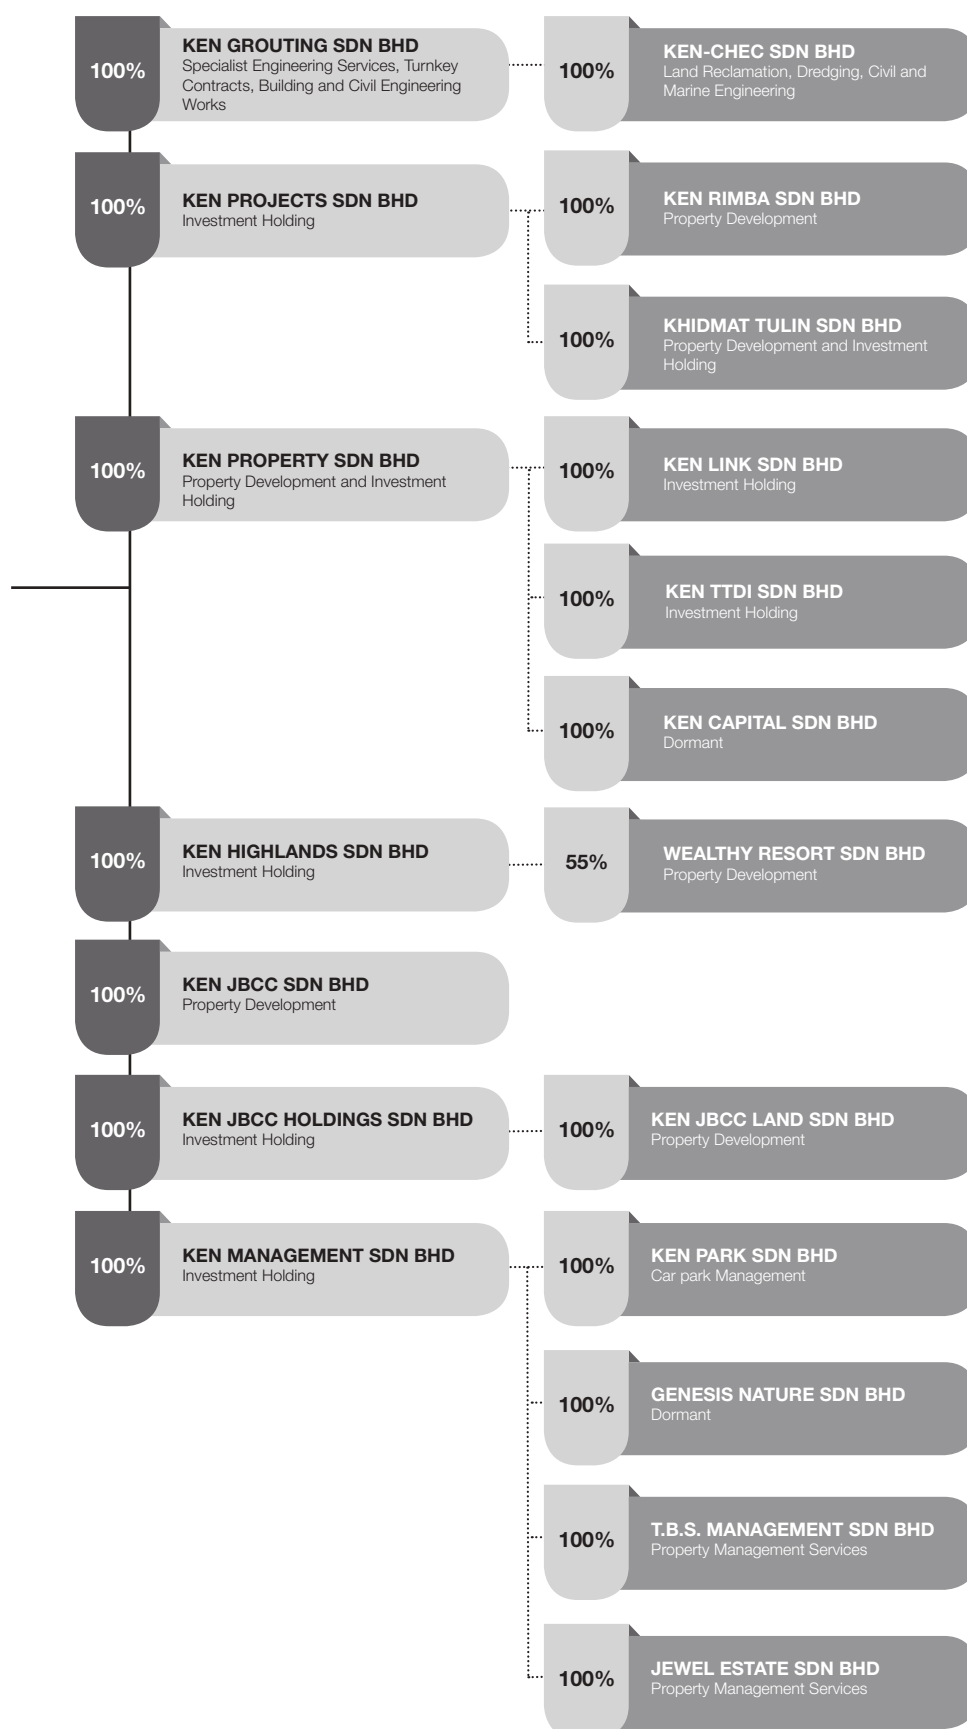 100%
KEN GROUTING SDN BHD
Specialist Engineering Services, Turnkey
Contracts, Building and Civil Engineering
Works
100%
KEN-CHEC SDN BHD
Land Reclamation, Dredging, Civil and
Marine Engineering
100%
KEN PROJECTS SDN BHD
Investment Holding
100%
KEN RIMBA SDN BHD
Property Development
100%
KHIDMAT TULIN SDN BHD
Property Development and Investment
Holding
100%
KEN PROPERTY SDN BHD
Property Development and Investment
Holding
100%
KEN LINK SDN BHD
Investment Holding
100%
KEN TTDI SDN BHD
Investment Holding
100%
KEN CAPITAL SDN BHD
Dormant
100%
KEN HIGHLANDS SDN BHD
Investment Holding
55%
WEALTHY RESORT SDN BHD
Property Development
100%
KEN JBCC SDN BHD
Property Development
100%
KEN JBCC HOLDINGS SDN BHD
Investment Holding
100%
KEN JBCC LAND SDN BHD
Property Development
100%
KEN MANAGEMENT SDN BHD
Investment Holding
100%
KEN PARK SDN BHD
Car park Management
100%
GENESIS NATURE SDN BHD
Dormant
100%
T.B.S. MANAGEMENT SDN BHD
Property Management Services
100%
JEWEL ESTATE SDN BHD
Property Management Services